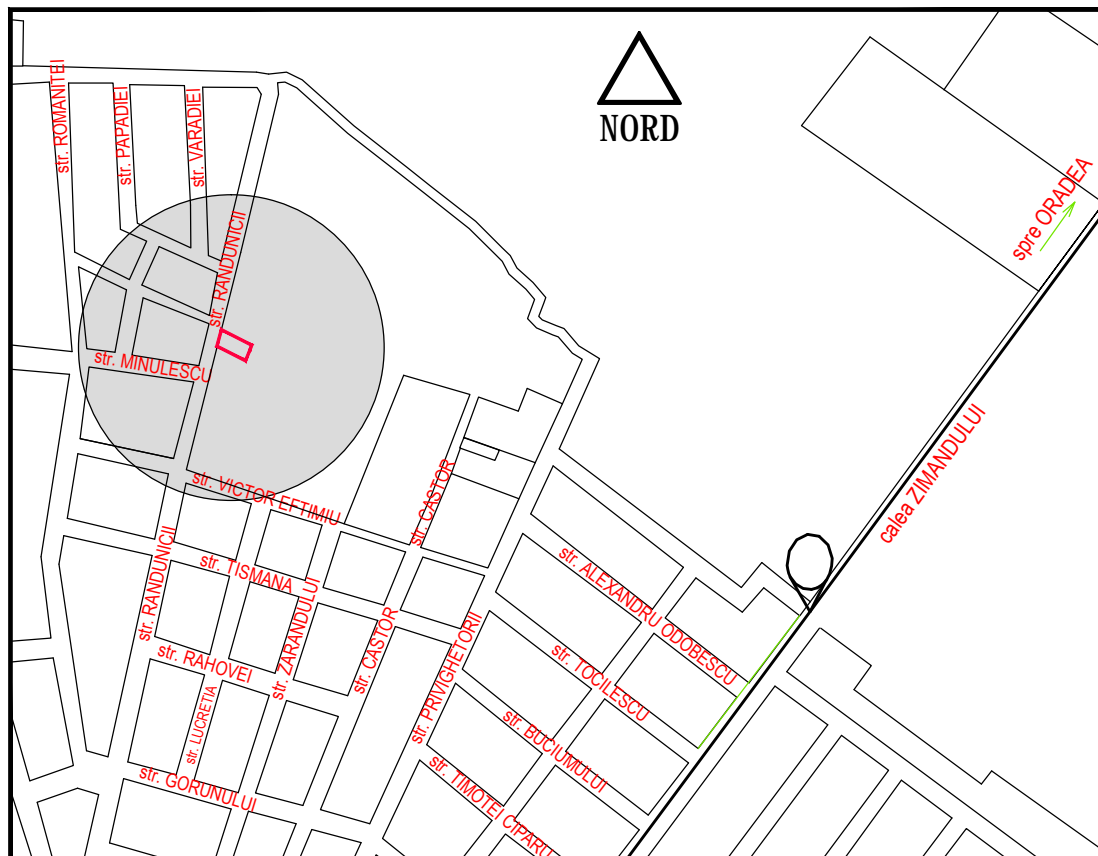 NORD
str. ROMANITEI
str. PAPADIEI
str. VARADIEI
str. RANDUNICII
spre ORADEA
str. MINULESCU
calea ZIMANDULUI
str. VICTOR EFTIMIU
str. CASTOR
str. TISMANA
str. RANDUNICII
str. ZARANDULUI
str. CASTOR
str. ALEXANDRU ODOBESCU
str. RAHOVEI
str. PRIVIGHETORII
str. TOCILESCU
str. LUCRETIA
str. BUCIUMULUI
str. GORUNULUI
str. TIMOTEI CIPARU